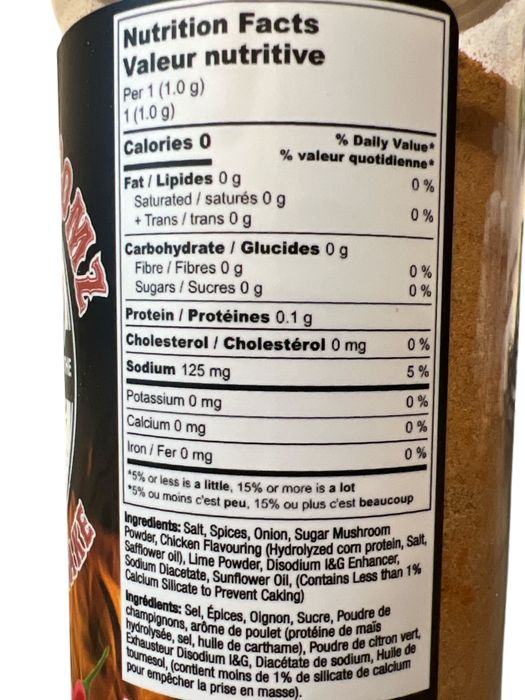 Nutrition Facts
Valeur nutritive
Per 1 (1.0 g)
1 (1.0 g)
Calories 0
% Daily Value*
% valeur quotidienne*
Fat / Lipides 0 g 0 %
Saturated / saturés 0 g
+ Trans / trans 0 g 0 %
Carbohydrate / Glucides 0 g
Fibre / Fibres 0 g 0 %
Sugars / Sucres 0 g 0 %
Protein / Protéines 0.1 g
Cholesterol / Cholestérol 0 mg 0 %
Sodium 125 mg 5 %
Potassium 0 mg 0 %
Calcium 0 mg 0 %
Iron / Fer 0 mg 0 %
*5% or less is a little, 15% or more is a lot
*5% ou moins c'est peu, 15% ou plus c'est beaucoup
Ingredients: Salt, Spices, Onion, Sugar Mushroom
Powder, Chicken Flavouring (Hydrolyzed corn protein, Salt,
Safflower oil), Lime Powder, Disodium I&G Enhancer,
Sodium Diacetate, Sunflower Oil, (Contains Less than 1%
Calcium Silicate to Prevent Caking)
Ingrédients: Sel, Épices, Oignon, Sucre, Poudre de
champignons, arôme de poulet (protéine de maïs
hydrolysée, sel, huile de carthame), Poudre de citron vert,
Exhausteur Disodium I&G, Diacétate de sodium, Huile de
tournesol, (contient moins de 1% de silicate de calcium
pour empêcher la prise en masse).